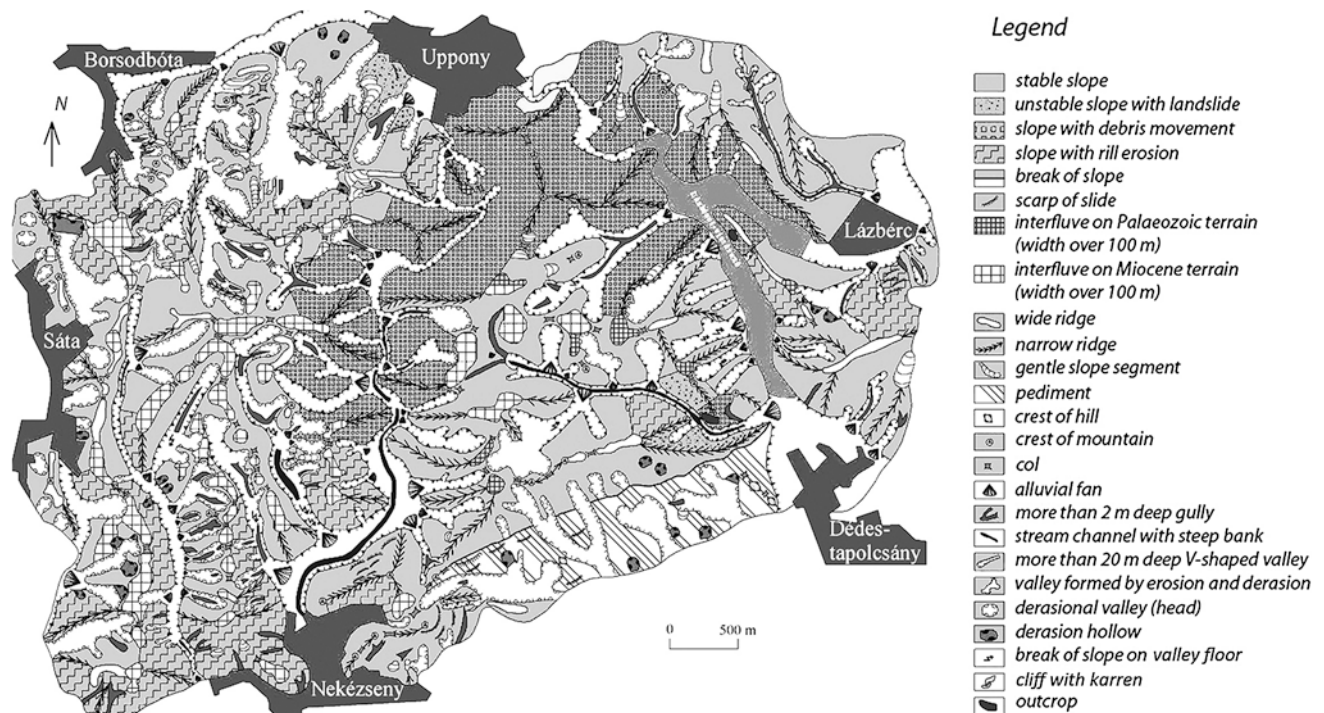 Legend
Borsodbóta
Uppony
N
Lázbérc
Sáta
Dédes-
tapolcsány
Nekézseny
0 500 m
stable slope
unstable slope with landslide
slope with debris movement
slope with rill erosion
break of slope
scarp of slide
interfluve on Palaeozoic terrain
(width over 100 m)
interfluve on Miocene terrain
(width over 100 m)
wide ridge
narrow ridge
gentle slope segment
pediment
crest of hill
crest of mountain
col
alluvial fan
more than 2 m deep gully
stream channel with steep bank
more than 20 m deep V-shaped valley
valley formed by erosion and derasion
derasional valley (head)
derasion hollow
break of slope on valley floor
cliff with karren
outcrop